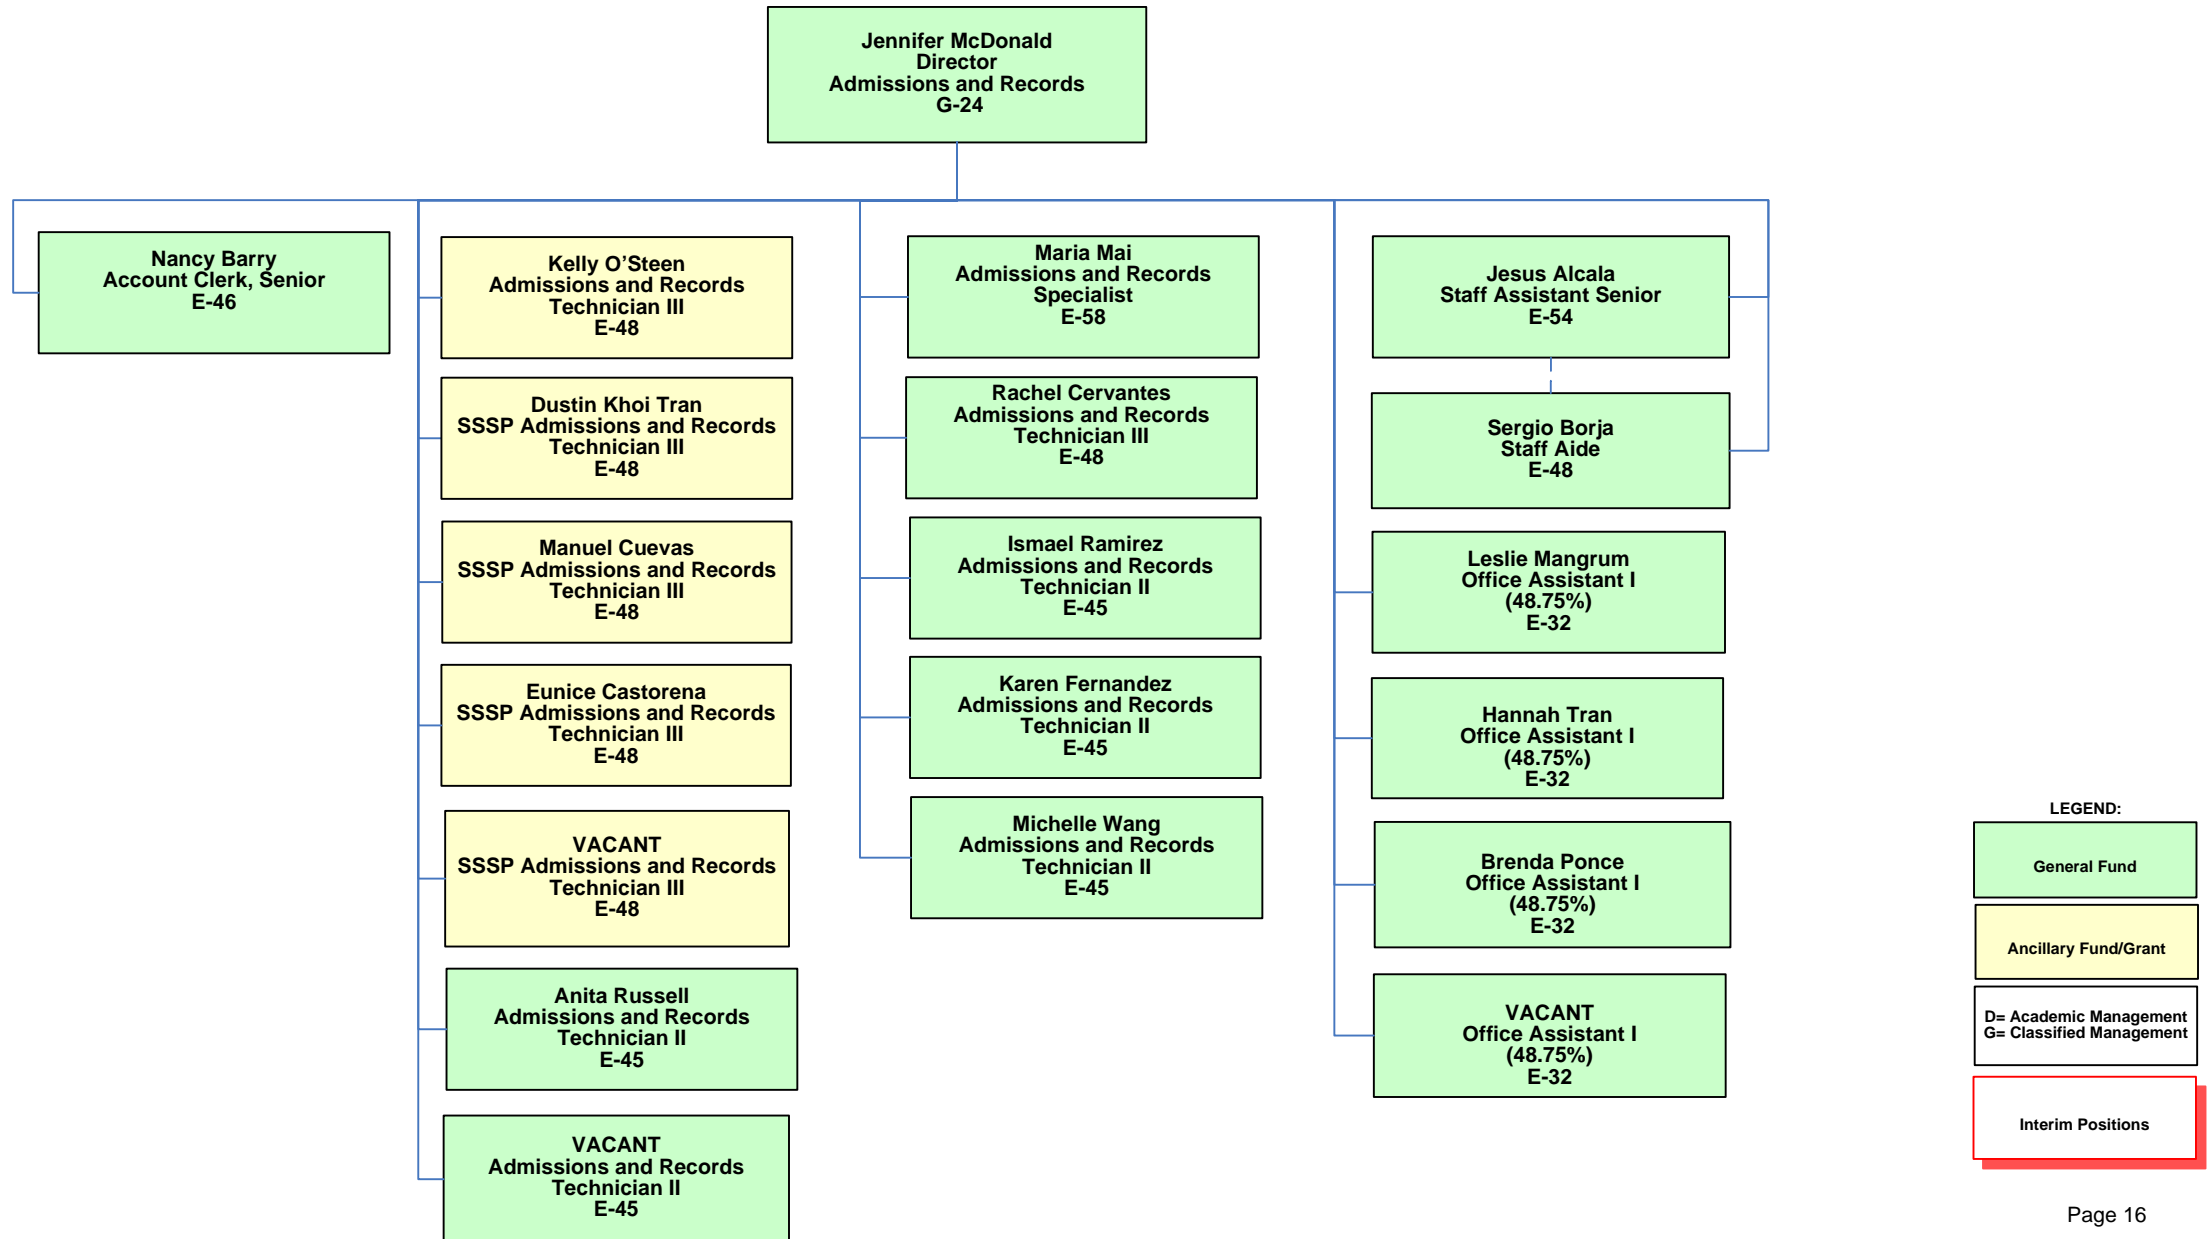 Jennifer McDonald
Director
Admissions and Records
G-24
Nancy Barry
Account Clerk, Senior
E-46
Kelly O'Steen
Admissions and Records
Technician III
E-48
Dustin Khoi Tran
SSSP Admissions and Records
Technician III
E-48
Manuel Cuevas
SSSP Admissions and Records
Technician III
E-48
Eunice Castorena
SSSP Admissions and Records
Technician III
E-48
VACANT
SSSP Admissions and Records
Technician III
E-48
Anita Russell
Admissions and Records
Technician II
E-45
VACANT
Admissions and Records
Technician II
E-45
Maria Mai
Admissions and Records
Specialist
E-58
Rachel Cervantes
Admissions and Records
Technician III
E-48
Ismael Ramirez
Admissions and Records
Technician II
E-45
Karen Fernandez
Admissions and Records
Technician II
E-45
Michelle Wang
Admissions and Records
Technician II
E-45
Jesus Alcala
Staff Assistant Senior
E-54
Sergio Borja
Staff Aide
E-48
Leslie Mangrum
Office Assistant I
(48.75%)
E-32
Hannah Tran
Office Assistant I
(48.75%)
E-32
Brenda Ponce
Office Assistant I
(48.75%)
E-32
VACANT
Office Assistant I
(48.75%)
E-32
LEGEND:
General Fund
Ancillary Fund/Grant
D= Academic Management
G= Classified Management
Interim Positions
Page 16